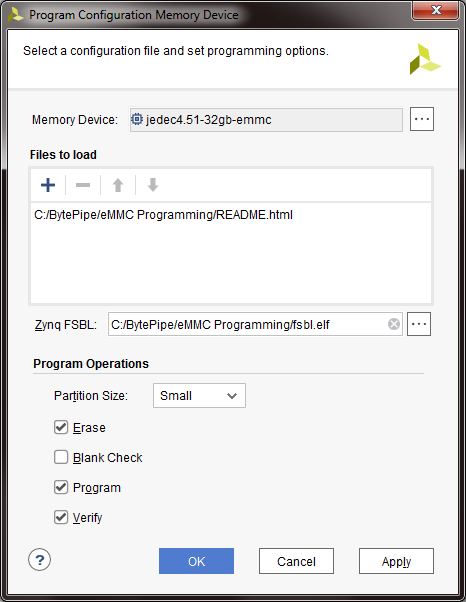 Program Configuration Memory Device
Select a configuration file and set programming options.
Memory Device: jedec4.51-32gb-emmc ...
Files to load
C:/BytePipe/eMMC Programming/README.html
Zynq FSBL: C:/BytePipe/eMMC Programming/fsbl.elf ...
Program Operations
Partition Size: Small
Erase
Blank Check
Program
Verify
? OK Cancel Apply